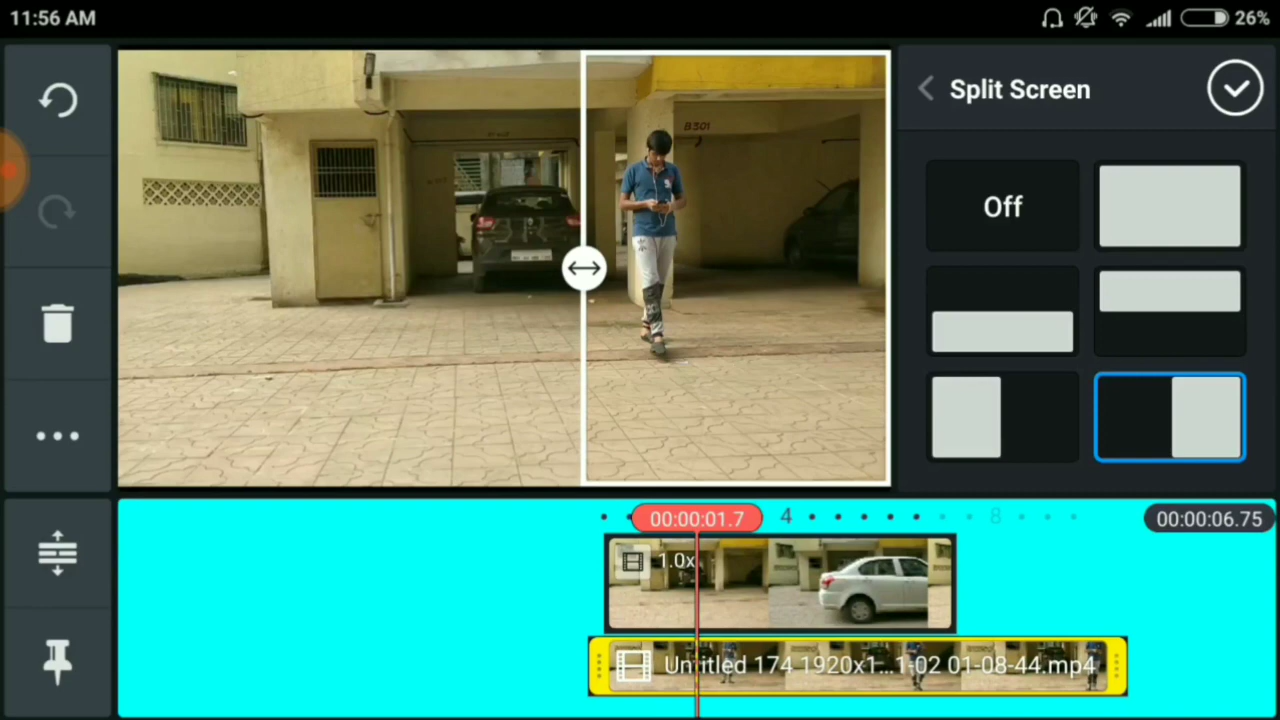 11:56 AM
26%
Split Screen
B301
Off
00:00:01.7
4
8
00:00:06.75
1.0x
Untitled 174 1920x1...1-02 01-08-44.mp4